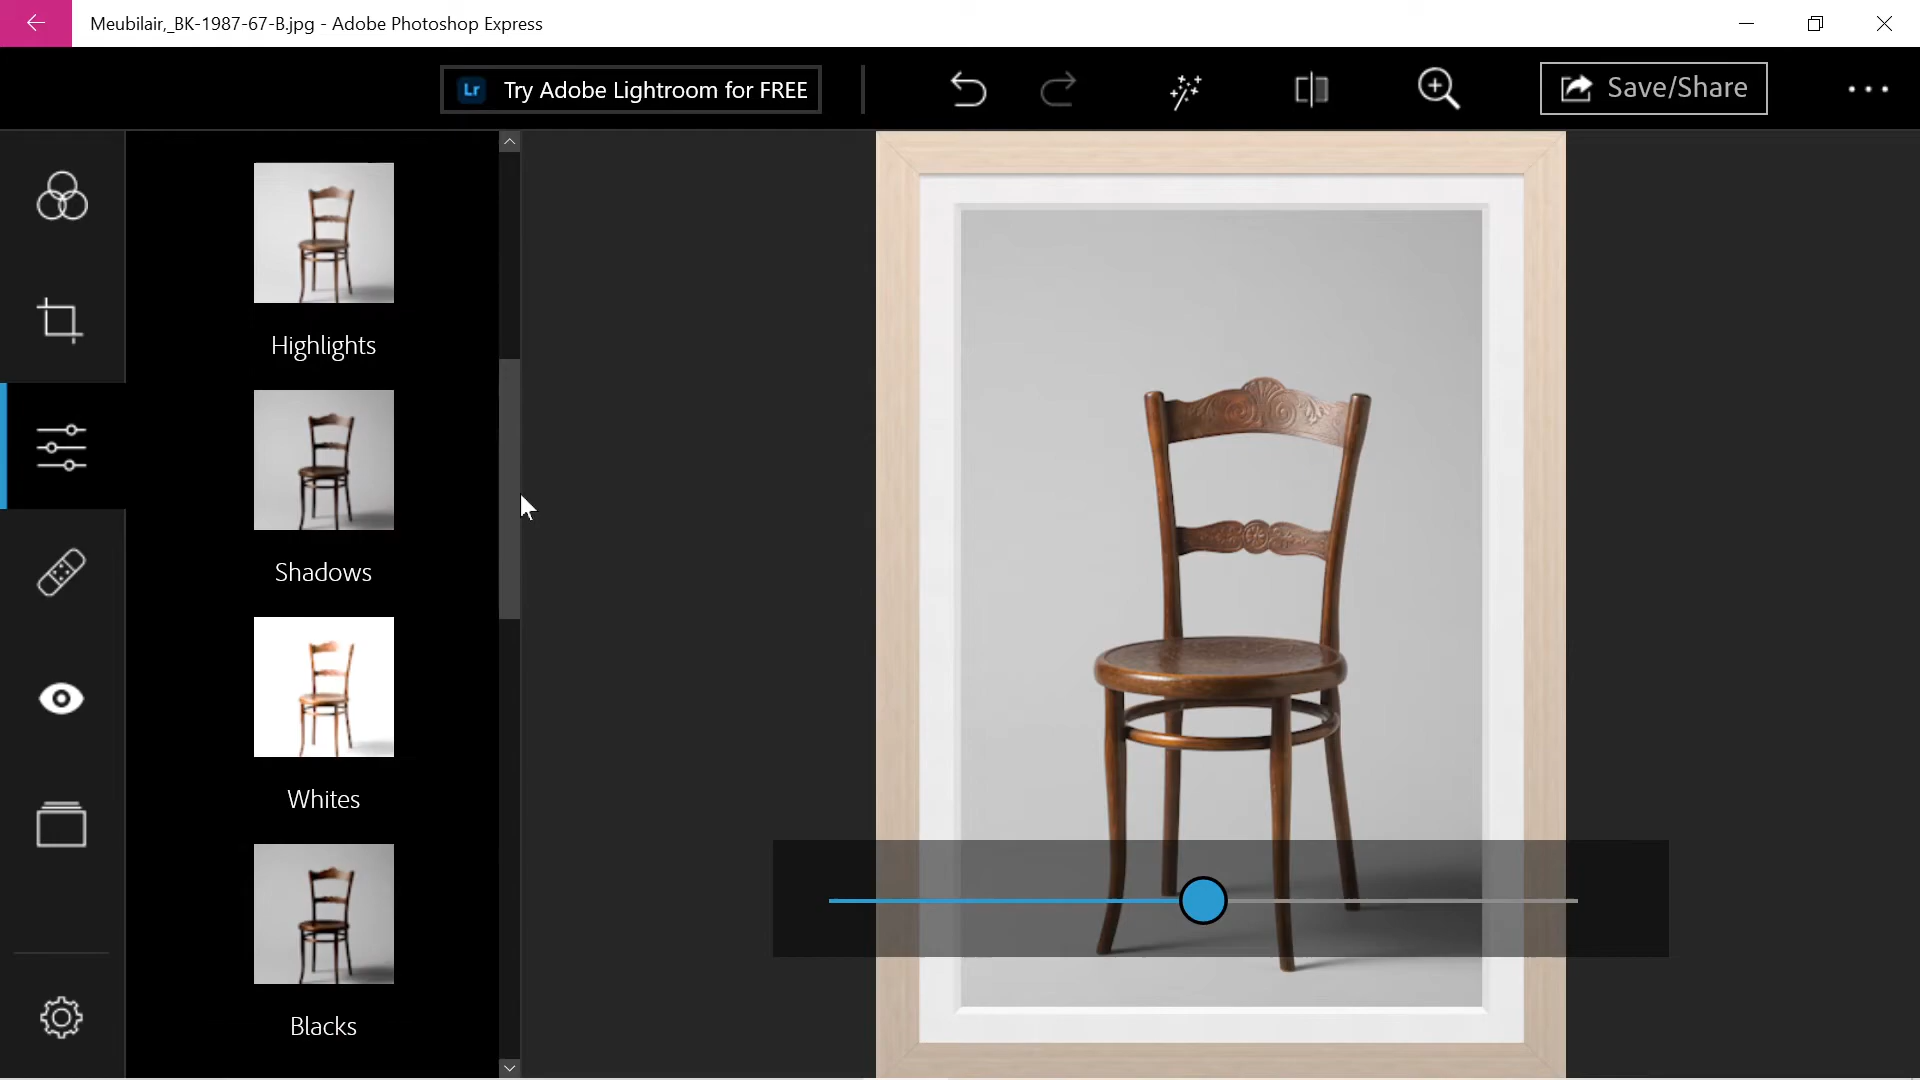 Meubilair,_BK-1987-67-B.jpg - Adobe Photoshop Express
Lr Try Adobe Lightroom for FREE
Save/Share
Highlights
Shadows
Whites
Blacks